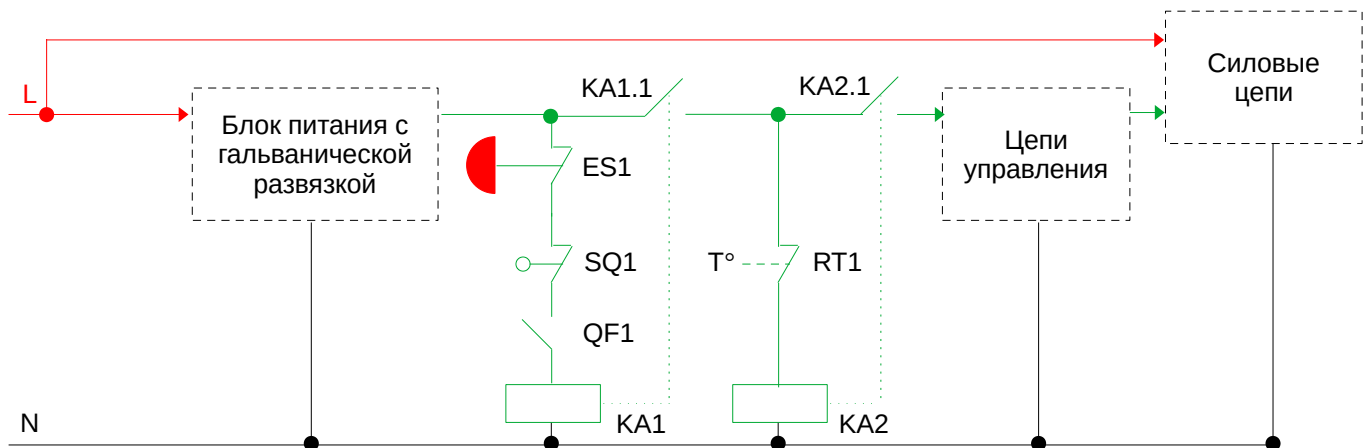 Силовые
цепи
L
KA1.1
KA2.1
Блок питания с
гальванической
развязкой
ES1
Цепи
управления
SQ1
T°
RT1
QF1
N
KA1
KA2